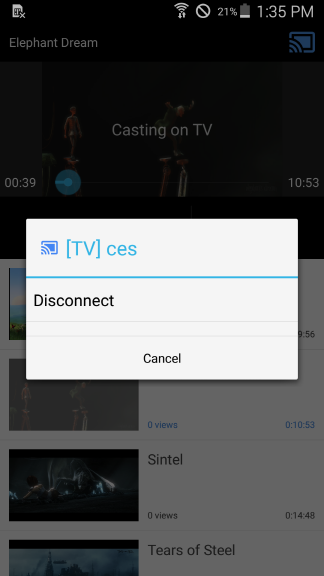 21% 1:35 PM
Elephant Dream
Casting on TV
00:39 10:53
[TV] ces
Disconnect
9:56
Cancel
0 views 0:10:53
Sintel
0 views 0:14:48
Tears of Steel